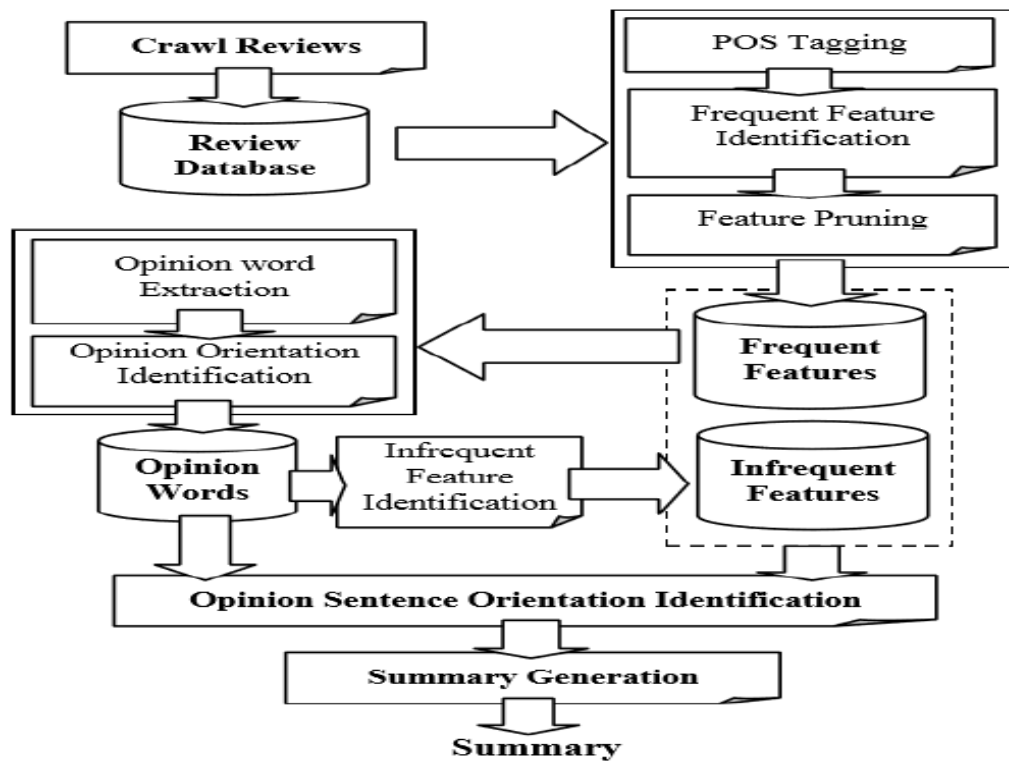 Crawl Reviews
Review
Database
POS Tagging
Frequent Feature
Identification
Feature Pruning
Opinion word
Extraction
Opinion Orientation
Identification
Frequent
Features
Opinion
Words
Infrequent
Feature
Identification
Infrequent
Features
Opinion Sentence Orientation Identification
Summary Generation
Summary